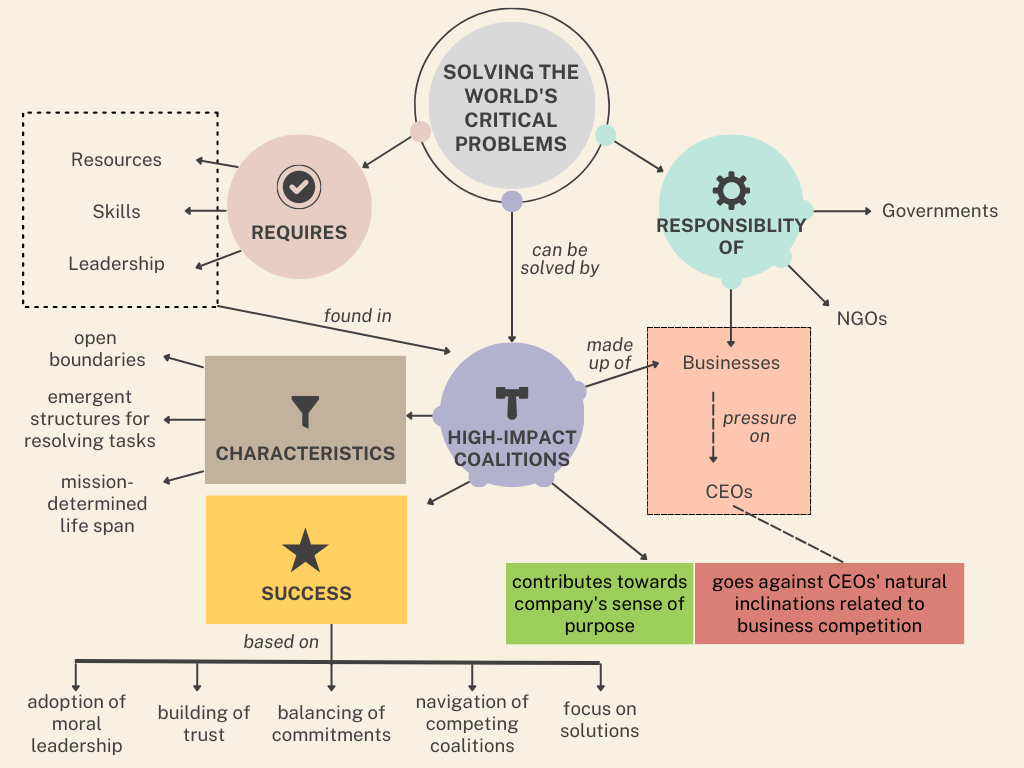 SOLVING THE
WORLD'S
CRITICAL
PROBLEMS
Resources
Skills
Leadership
REQUIRES
RESPONSIBLITY
OF
Governments
NGOs
can be
solved by
found in
made
up of
Businesses
pressure
on
CEOs
open
boundaries
emergent
structures for
resolving tasks
mission-
determined
life span
CHARACTERISTICS
HIGH-IMPACT
COALITIONS
SUCCESS
contributes towards
company's sense of
purpose
goes against CEOs' natural
inclinations related to
business competition
based on
adoption of
moral
leadership
building of
trust
balancing of
commitments
navigation of
competing
coalitions
focus on
solutions